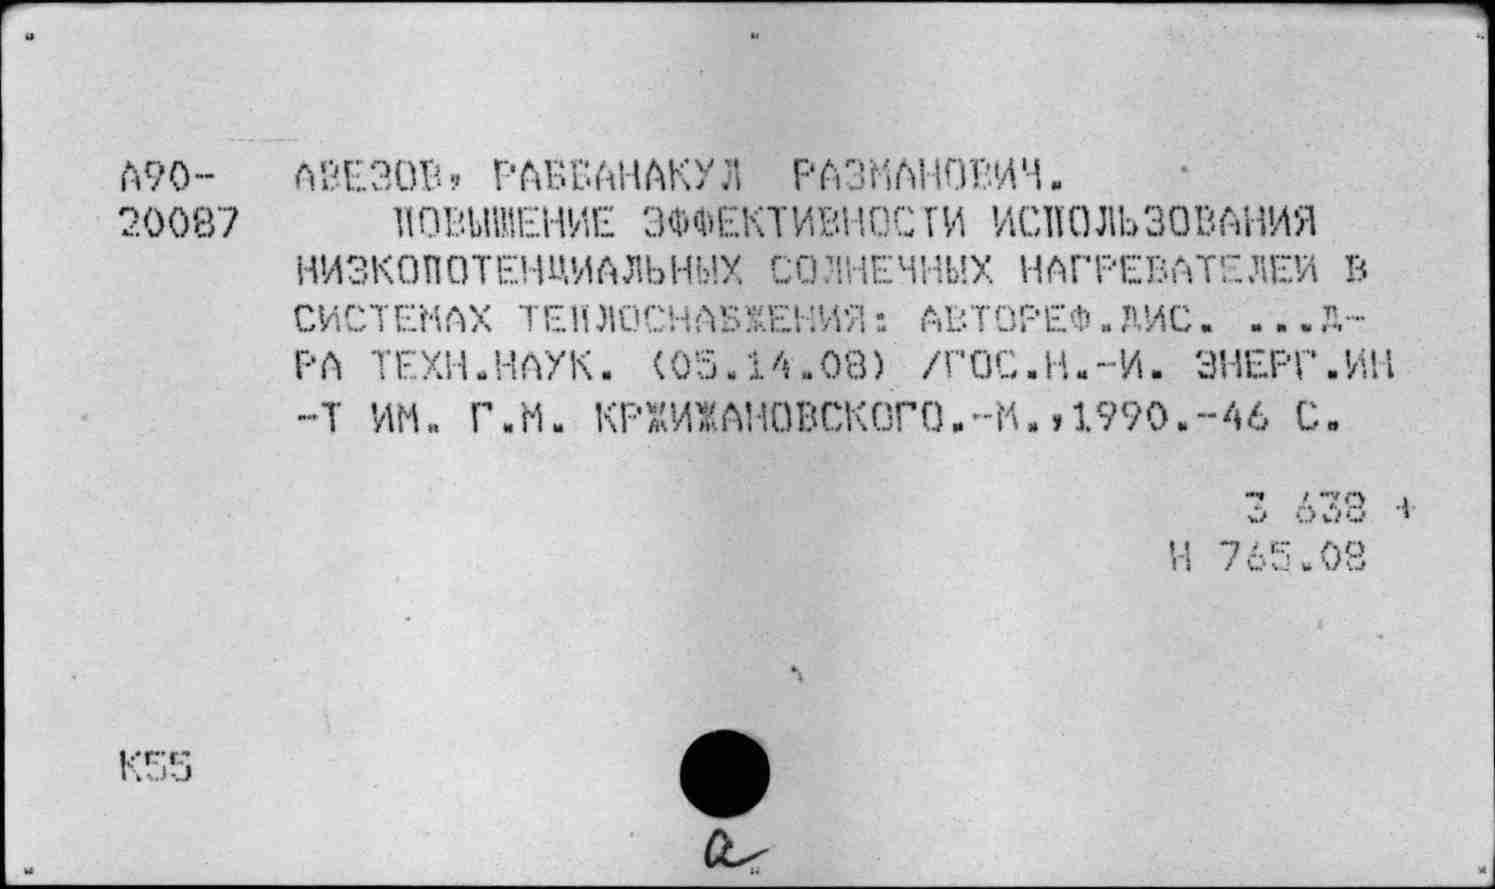 А90- АВЕЗОВ, РАББАНАКУЛ РАЗМАНОВИЧ.
20087 ПОВЫШЕНИЕ ЭФФЕКТИВНОСТИ ИСПОЛЬЗОВАНИЯ
НИЗКОПОТЕНЦИАЛЬНЫХ СОЛНЕЧНЫХ НАГРЕВАТЕЛЕЙ В
СИСТЕМАХ ТЕПЛОСНАБЖЕНИЯ: АВТОРЕФ.ДИС. ...Д-
РА ТЕХН.НАУК. (05.14.08) /ГОС.Н.-И. ЭНЕРГ.ИН
-Т ИМ. Г.М. КРЖИЖАНОВСКОГО.-М.,1990.-46 С.
З 638 +
Н 765.08
К55